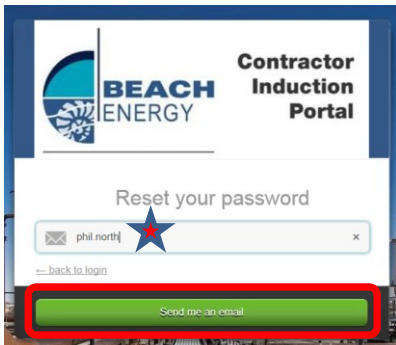 BEACH
ENERGY
Contractor
Induction
Portal
Reset your password
phil.north
×
← back to login
Send me an email